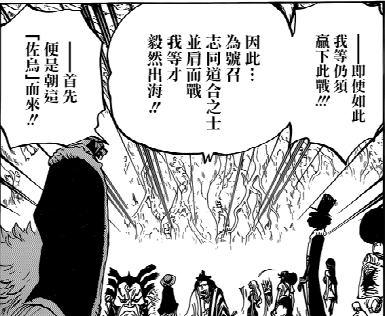 ——即便如此
我等仍須
贏下此戰!!!
因此…
為號召
志同道合之士
並肩而戰
我等才
毅然出海!!
——首先
便是朝這
「佐烏」而來!!